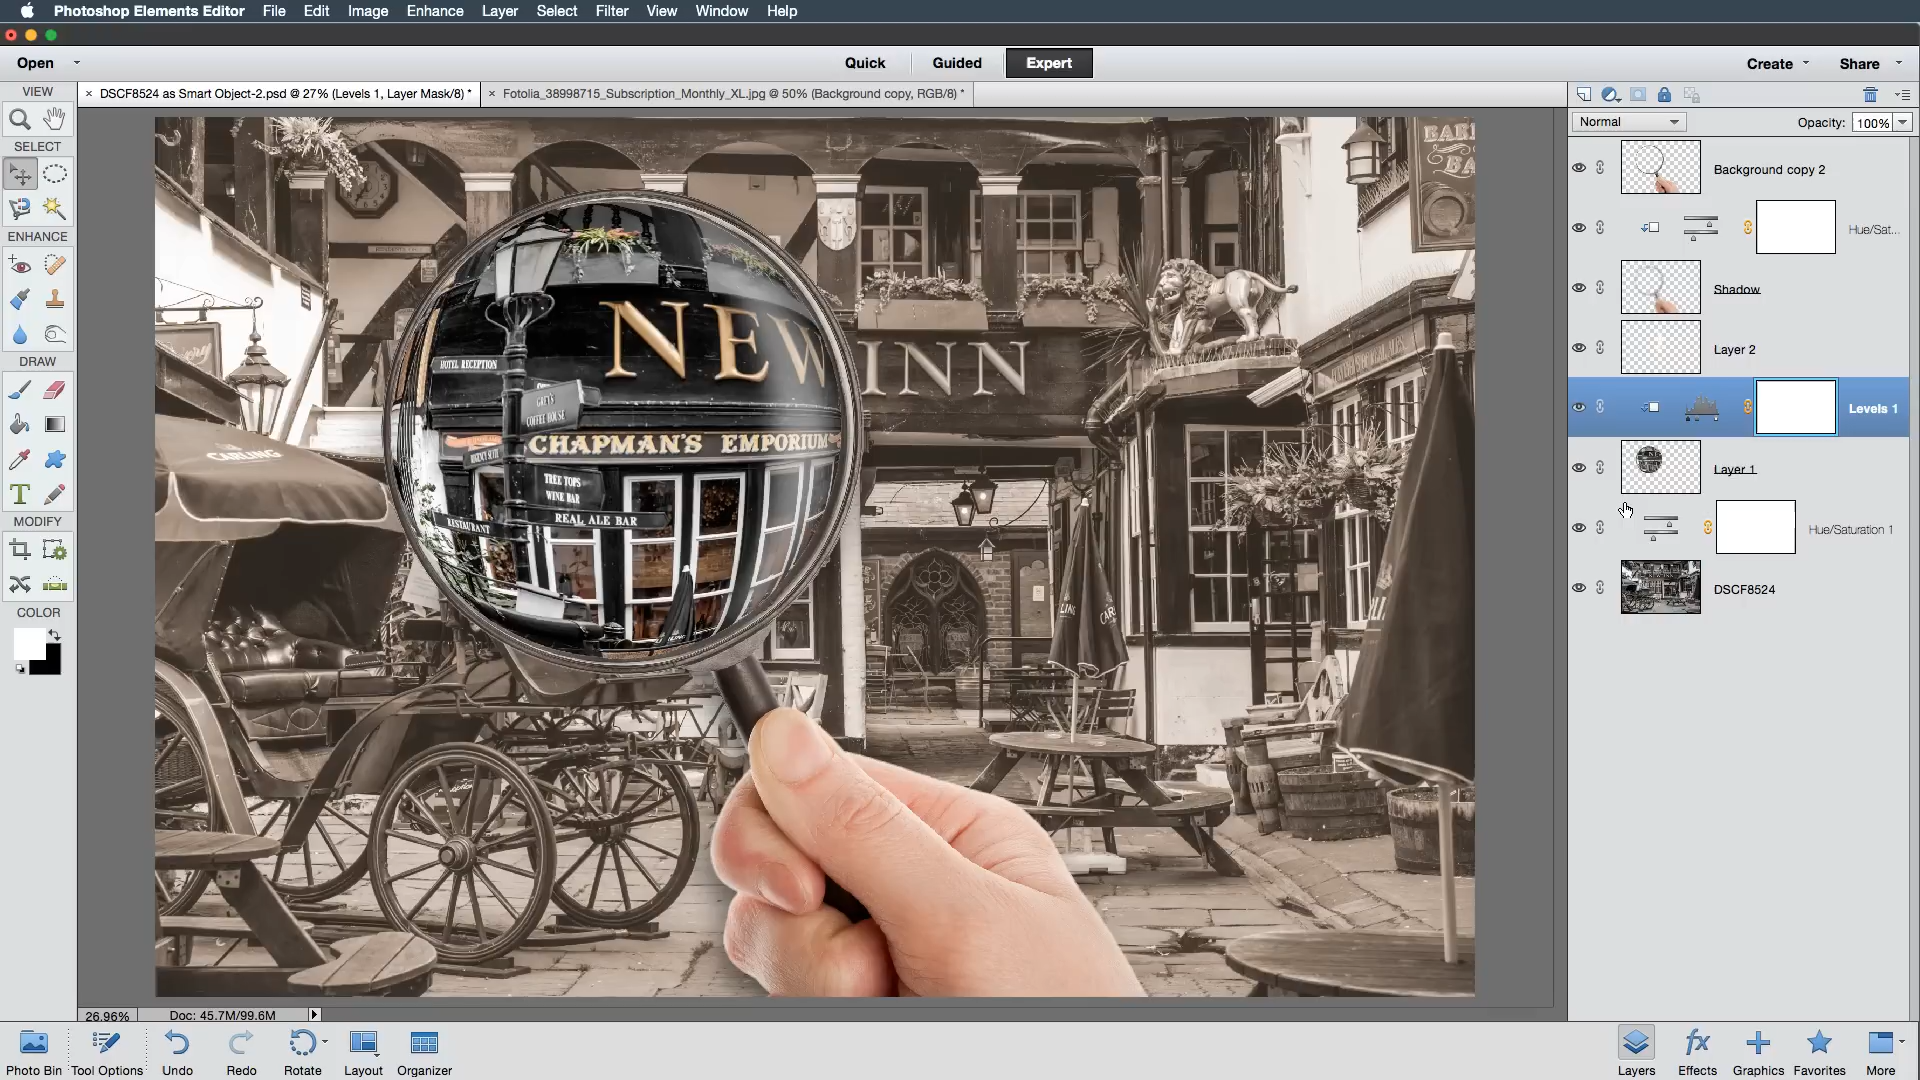 Photoshop Elements Editor File Edit Image Enhance Layer Select Filter View Window Help
Open Quick Guided Expert Create Share
VIEW
× DSCF8524 as Smart Object-2.psd @ 27% (Levels 1, Layer Mask/8) *
× Fotolia_38998715_Subscription_Monthly_XL.jpg @ 50% (Background copy, RGB/8) *
Normal Opacity: 100%
SELECT
ENHANCE
DRAW
MODIFY
COLOR
Background copy 2
Hue/Sat...
Shadow
Layer 2
Levels 1
Layer 1
Hue/Saturation 1
DSCF8524
NEW
INN
HOTEL RECEPTION
GREY'S
COFFEE HOUSE
CHAPMAN'S EMPORIUM
TREE TOPS
WINE BAR
RESTAURANT
REAL ALE BAR
CARLING
LING
CAR
26.96% Doc: 45.7M/99.6M
Photo Bin Tool Options Undo Redo Rotate Layout Organizer
Layers Effects Graphics Favorites More